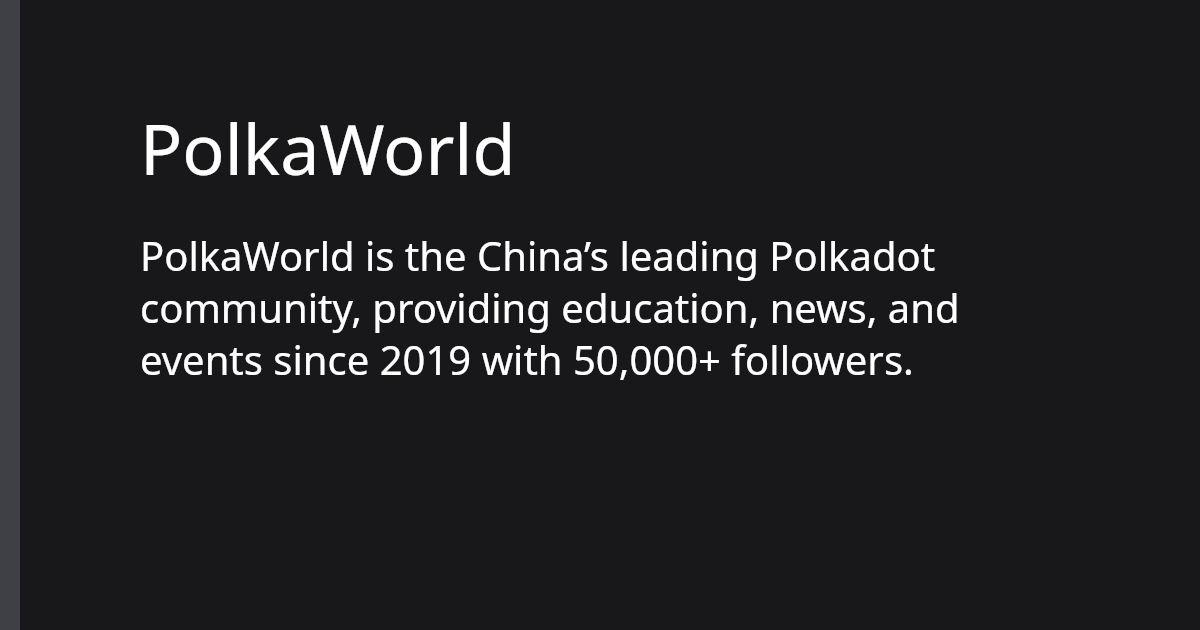 PolkaWorld
PolkaWorld is the China’s leading Polkadot
community, providing education, news, and
events since 2019 with 50,000+ followers.